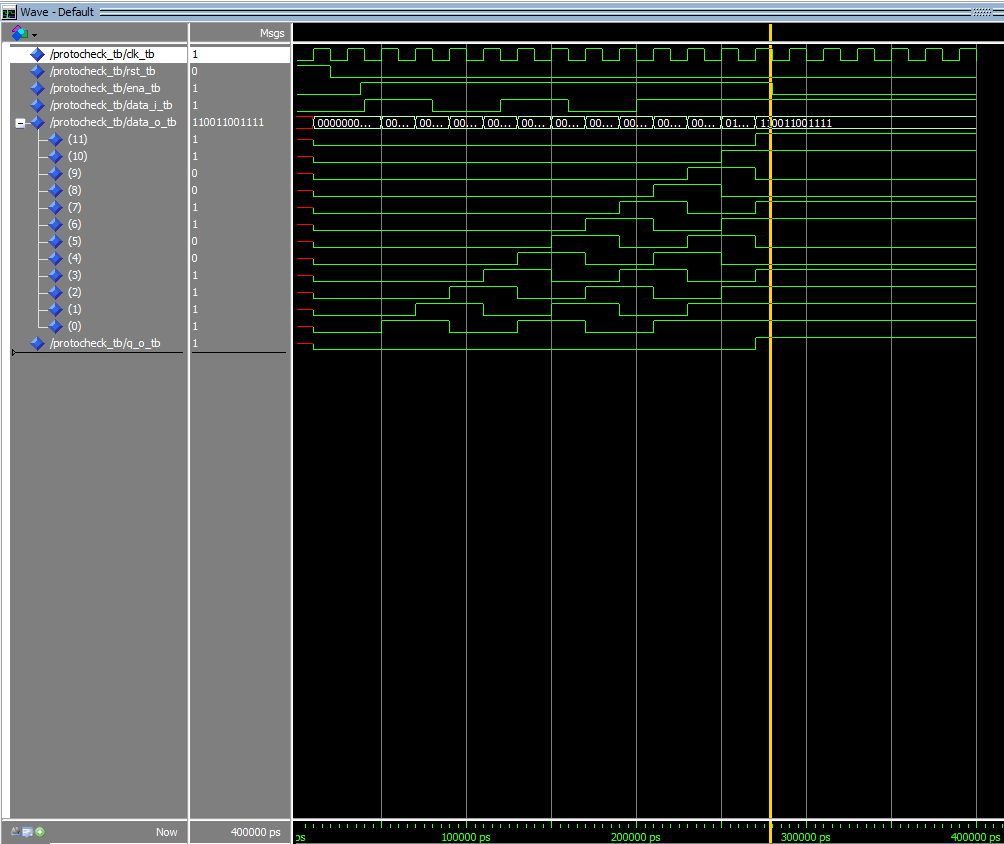 Wave - Default
Msgs
/protocheck_tb/clk_tb 1
/protocheck_tb/rst_tb 0
/protocheck_tb/ena_tb 1
/protocheck_tb/data_i_tb 1
/protocheck_tb/data_o_tb 110011001111 0000000... 00... 00... 00... 00... 00... 00... 00... 00... 00... 00... 01... 110011001111
(11) 1
(10) 1
(9) 0
(8) 0
(7) 1
(6) 1
(5) 0
(4) 0
(3) 1
(2) 1
(1) 1
(0) 1
/protocheck_tb/q_o_tb 1
Now 400000 ps ps 100000 ps 200000 ps 300000 ps 400000 ps